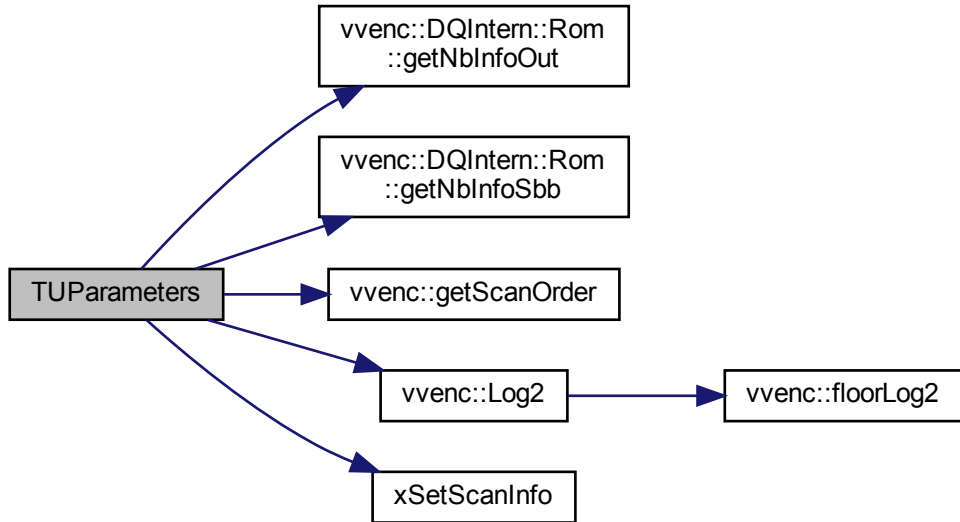 vvenc::DQIntern::Rom
::getNbInfoOut
vvenc::DQIntern::Rom
::getNbInfoSbb
TUParameters
vvenc::getScanOrder
vvenc::Log2
vvenc::floorLog2
xSetScanInfo